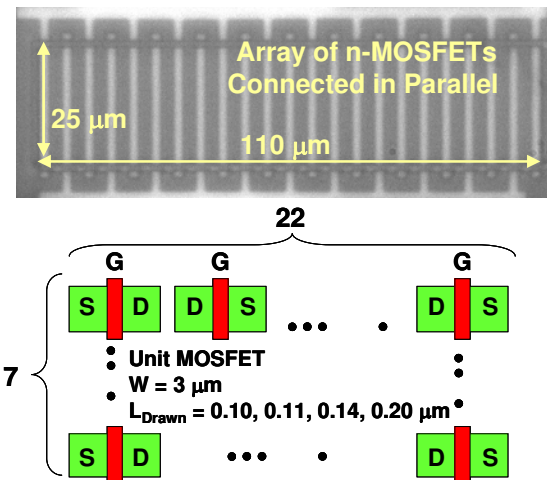 Array of n-MOSFETs
Connected in Parallel
25 μm
110 μm
22
G G G
S D D S D S
7
Unit MOSFET
W = 3 μm
L_Drawn = 0.10, 0.11, 0.14, 0.20 μm
S D D S